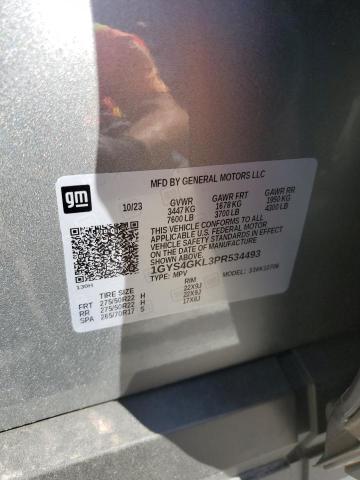 gm
MFD BY GENERAL MOTORS LLC
10/23 GVWR GAWR FRT GAWR RR
3447 KG 1678 KG 1950 KG
7600 LB 3700 LB 4300 LB
THIS VEHICLE CONFORMS TO ALL
APPLICABLE U.S. FEDERAL MOTOR
VEHICLE SAFETY STANDARDS IN EFFECT
ON THE DATE OF MANUFACTURE
SHOWN ABOVE.
1GYS4GKL3PR534493
TYPE: MPV MODEL:
TIRE SIZE RIM
FRT 275/50R22 H 22X9J
RR 275/50R22 H 22X9J
SPA 265/70R17 S 17X8J